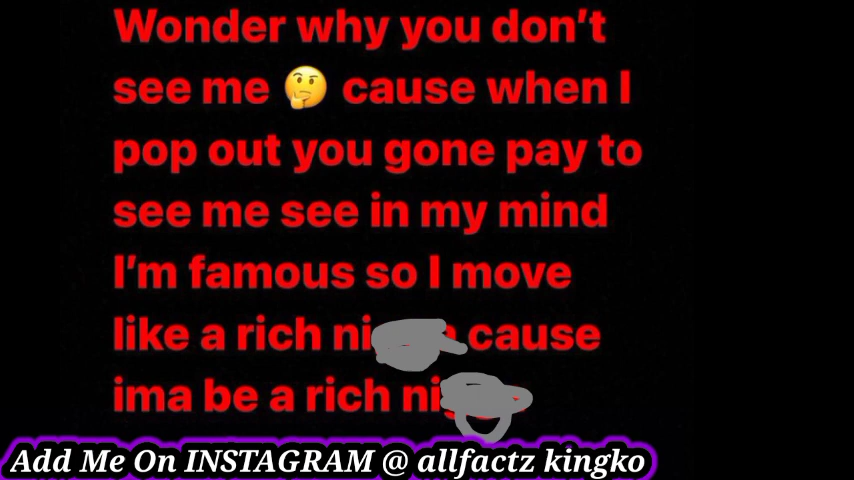 Wonder why you don't
see me 🤔 cause when I
pop out you gone pay to
see me see in my mind
I'm famous so I move
like a rich cause
ima be a rich
Add Me On INSTAGRAM @ allfactz kingko